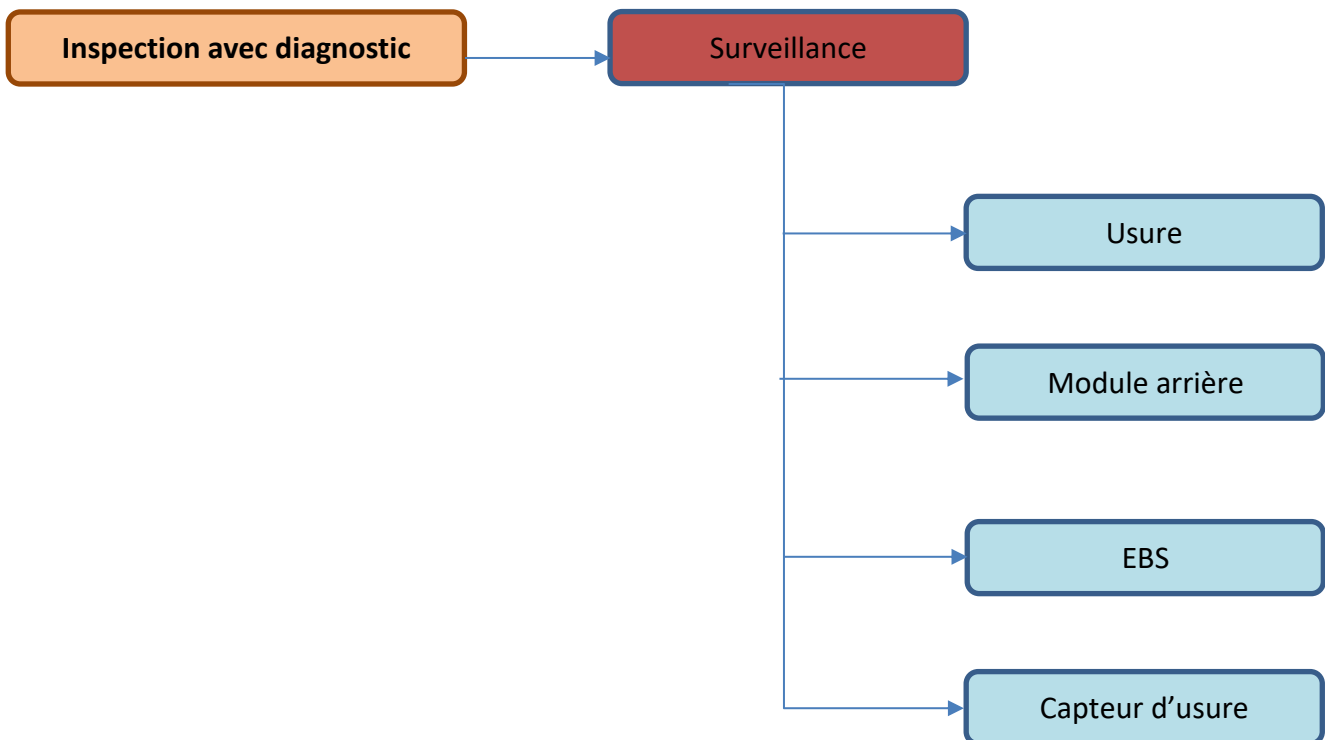 Inspection avec diagnostic
Surveillance
Usure
Module arrière
EBS
Capteur d’usure